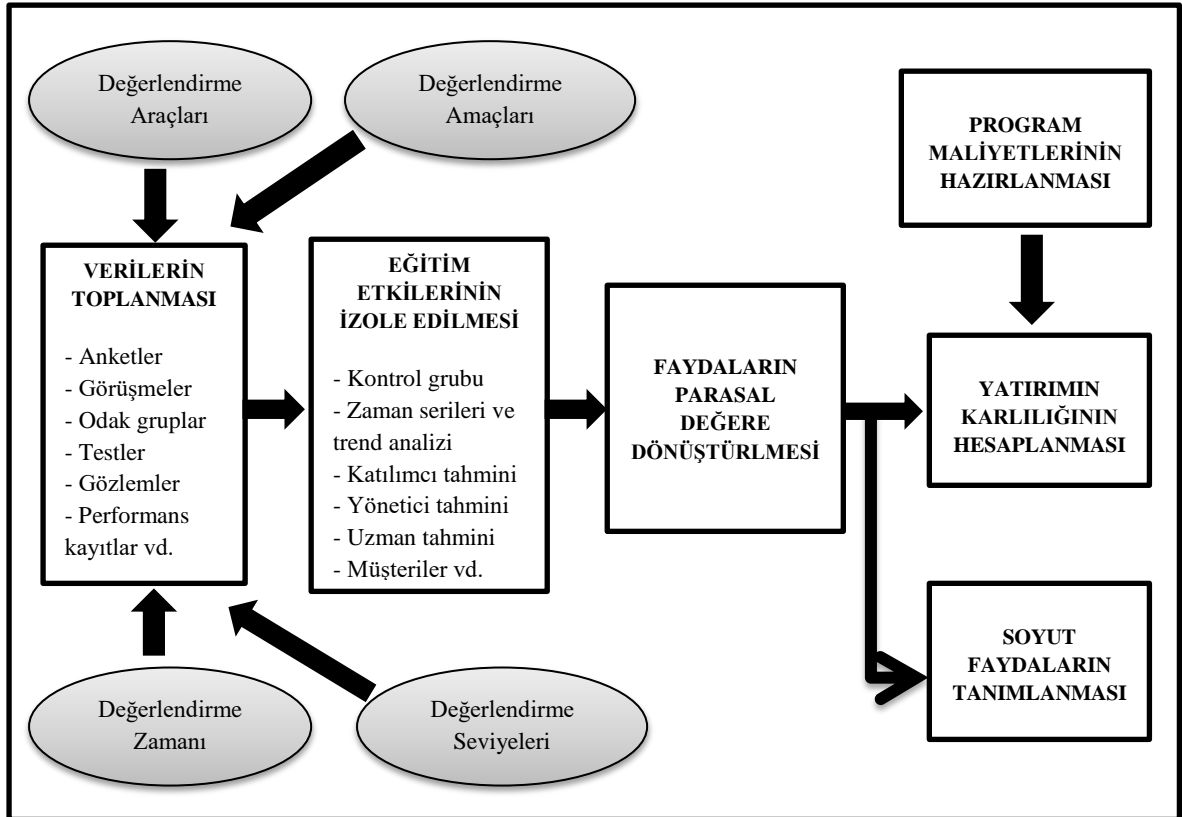 Değerlendirme
Araçları
Değerlendirme
Amaçları
PROGRAM
MALİYETLERİNİN
HAZIRLANMASI
VERİLERİN
TOPLANMASI
- Anketler
- Görüşmeler
- Odak gruplar
- Testler
- Gözlemler
- Performans
kayıtlar vd.
EĞİTİM
ETKİLERİNİN
İZOLE EDİLMESİ
- Kontrol grubu
- Zaman serileri ve
trend analizi
- Katılımcı tahmini
- Yönetici tahmini
- Uzman tahmini
- Müşteriler vd.
FAYDALARIN
PARASAL
DEĞERE
DÖNÜŞTÜRLMESİ
YATIRIMIN
KARLILIĞININ
HESAPLANMASI
SOYUT
FAYDALARIN
TANIMLANMASI
Değerlendirme
Zamanı
Değerlendirme
Seviyeleri